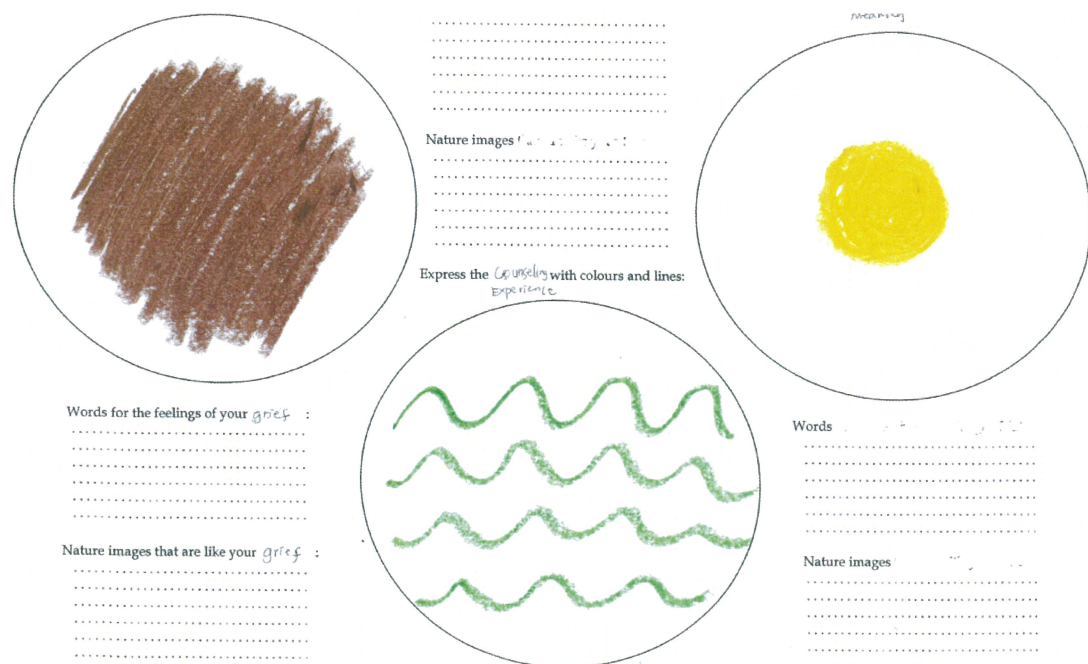 meaning
Nature images
Express the Counseling with colours and lines:
Experience
Words for the feelings of your grief :
Nature images that are like your grief :
Words
Nature images